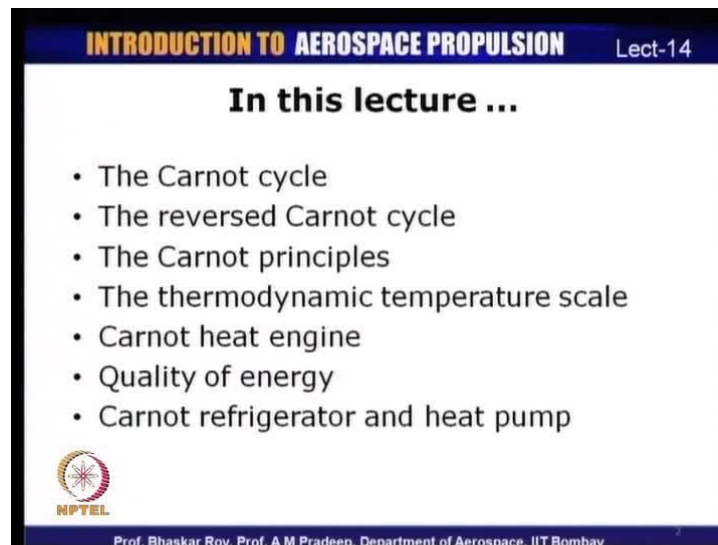 INTRODUCTION TO AEROSPACE PROPULSION Lect-14
In this lecture ...
• The Carnot cycle
• The reversed Carnot cycle
• The Carnot principles
• The thermodynamic temperature scale
• Carnot heat engine
• Quality of energy
• Carnot refrigerator and heat pump
NPTEL
Prof. Bhaskar Roy, Prof. A M Pradeep, Department of Aerospace, IIT Bombay 2